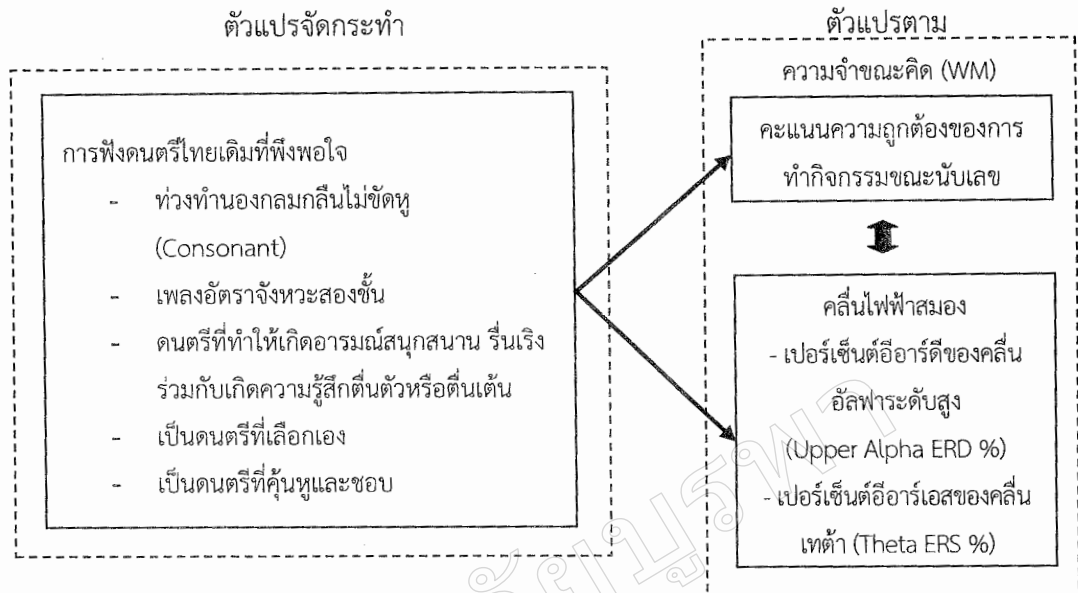 ตัวแปรจัดกระทำ
การฟังดนตรีไทยเดิมที่พึงพอใจ
- ท่วงทำนองกลมกลืนไม่ขัดหู
(Consonant)
- เพลงอัตราจังหวะสองชั้น
- ดนตรีที่ทำให้เกิดอารมณ์สนุกสนาน รื่นเริง
ร่วมกับเกิดความรู้สึกตื่นตัวหรือตื่นเต้น
- เป็นดนตรีที่เลือกเอง
- เป็นดนตรีที่คุ้นหูและชอบ
ตัวแปรตาม
ความจำขณะคิด (WM)
คะแนนความถูกต้องของการ
ทำกิจกรรมขณะนับเลข
คลื่นไฟฟ้าสมอง
- เปอร์เซ็นต์อีอาร์ดีของคลื่น
อัลฟาระดับสูง
(Upper Alpha ERD %)
- เปอร์เซ็นต์อีอาร์เอสของคลื่น
เทต้า (Theta ERS %)